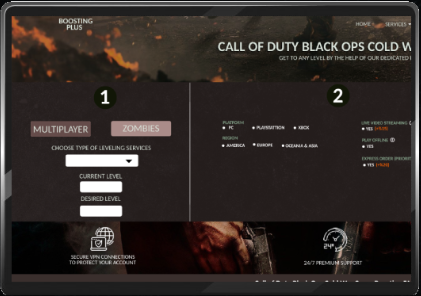 BOOSTING
PLUS
HOME
SERVICES
CALL OF DUTY BLACK OPS COLD W
GET TO ANY LEVEL BY THE HELP OF OUR DEDICATED
1
2
MULTIPLAYER
ZOMBIES
CHOOSE TYPE OF LEVELING SERVICES
CURRENT LEVEL
DESIRED LEVEL
PLATFORM
PC
PLAYSTATION
XBOX
REGION
AMERICA
EUROPE
OCEANIA & ASIA
LIVE VIDEO STREAMING
YES
PLAY OFFLINE
YES
EXPRESS ORDER
YES
SECURE VPN CONNECTIONS
TO PROTECT YOUR ACCOUNT
24/7 PREMIUM SUPPORT